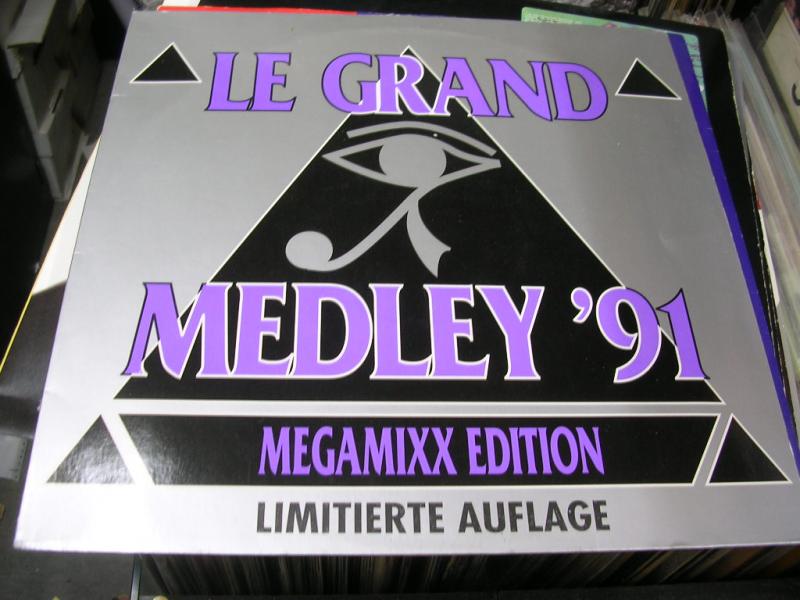 LE GRAND
MEDLEY '91
MEGAMIXX EDITION
LIMITIERTE AUFLAGE